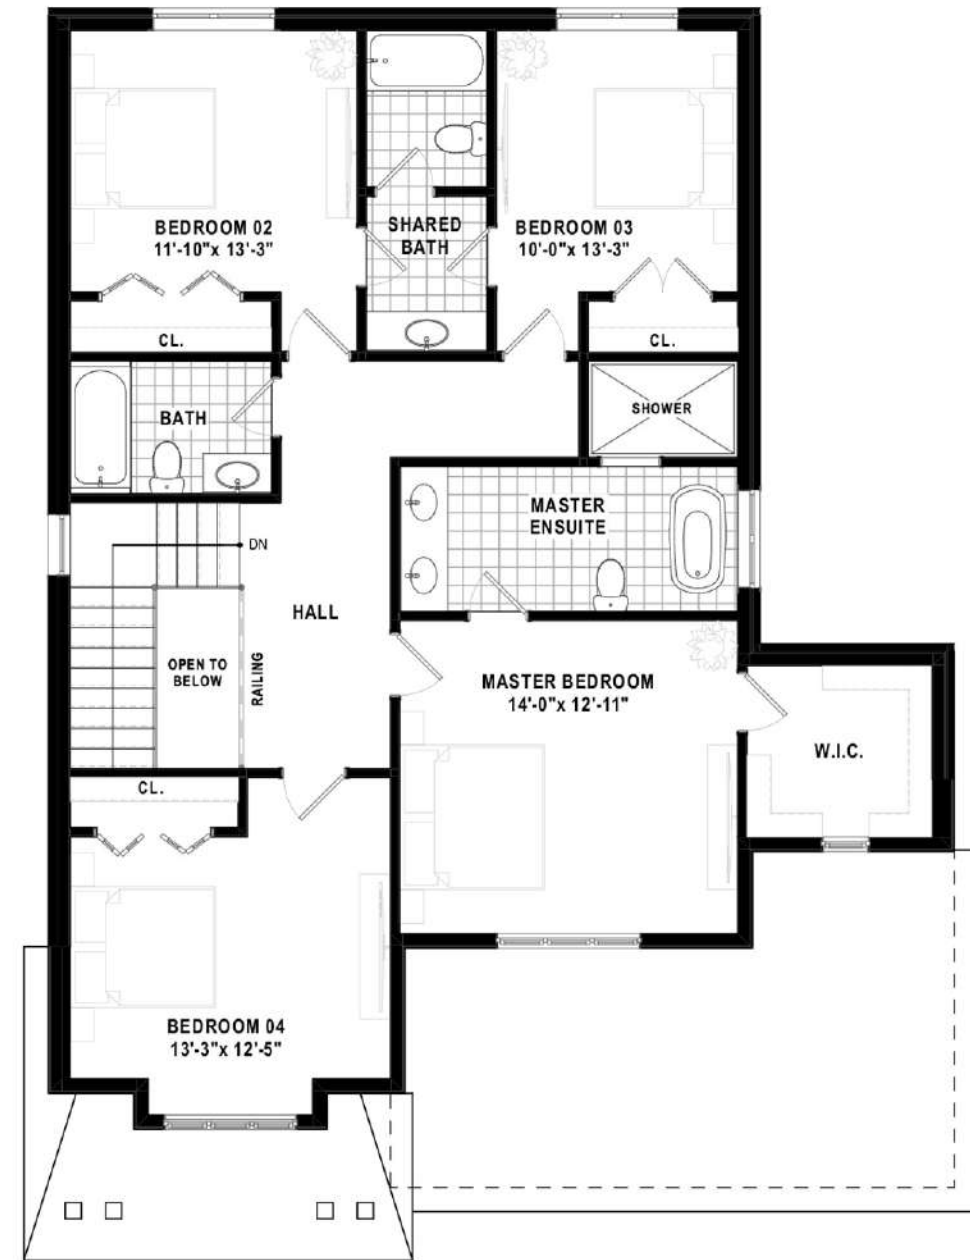 BEDROOM 02
11'-10"x 13'-3"
SHARED
BATH
BEDROOM 03
10'-0"x 13'-3"
CL.
CL.
BATH
SHOWER
MASTER
ENSUITE
DN
HALL
OPEN TO
BELOW
RAILING
MASTER BEDROOM
14'-0"x 12'-11"
W.I.C.
CL.
BEDROOM 04
13'-3"x 12'-5"